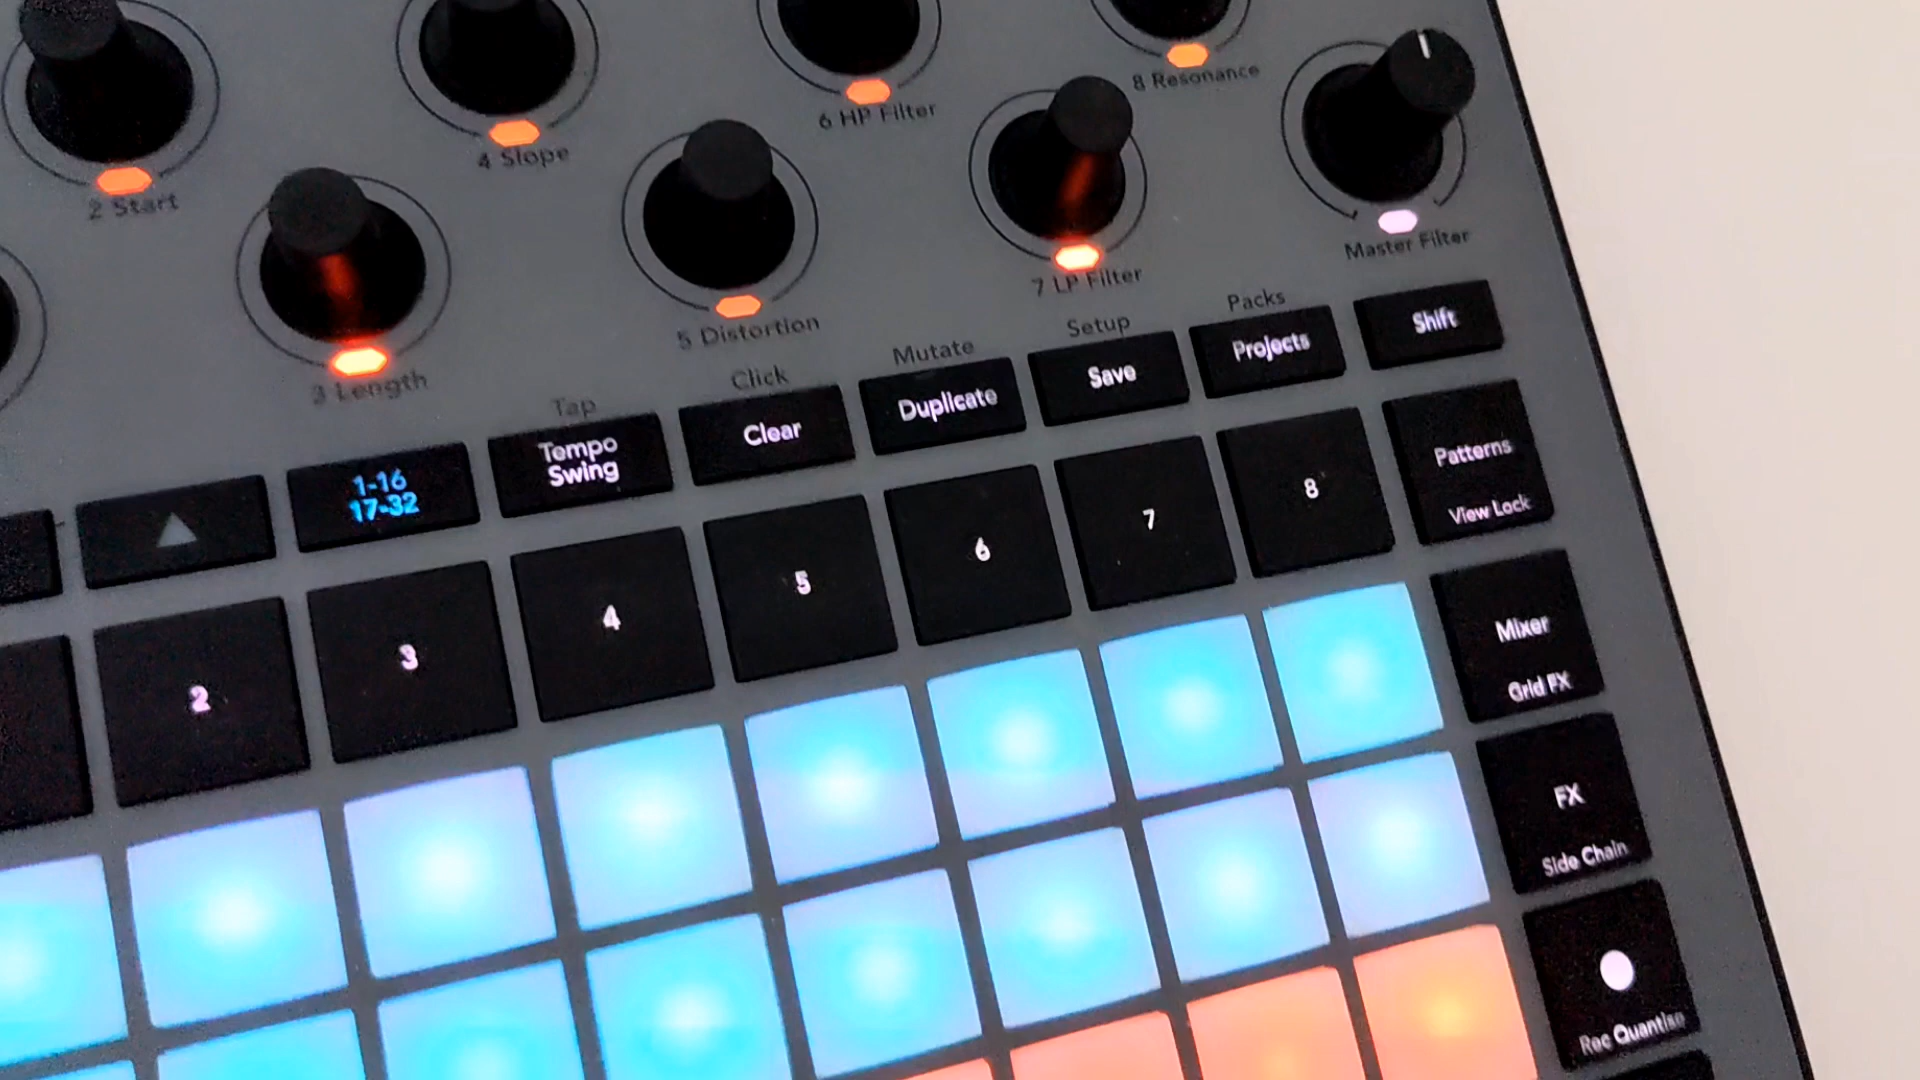 8 Resonance
6 HP Filter
4 Slope
2 Start
Master Filter
7 LP Filter
5 Distortion
3 Length
Packs
Setup
Mutate
Click
Tap
Shift
Projects
Save
Duplicate
Clear
Tempo
Swing
1-16
17-32
2
3
4
5
6
7
8
Patterns
View Lock
Mixer
Grid FX
FX
Side Chain
Rec Quantise